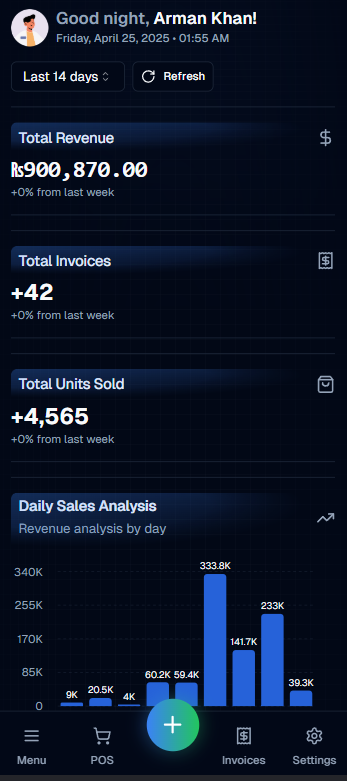 Good night, Arman Khan!
Friday, April 25, 2025 • 01:55 AM
Last 14 days
Refresh
Total Revenue
₨900,870.00
+0% from last week
Total Invoices
+42
+0% from last week
Total Units Sold
+4,565
+0% from last week
Daily Sales Analysis
Revenue analysis by day
340K
255K
170K
85K
0
9K
20.5K
4K
60.2K
59.4K
333.8K
141.7K
233K
39.3K
Menu
POS
Invoices
Settings